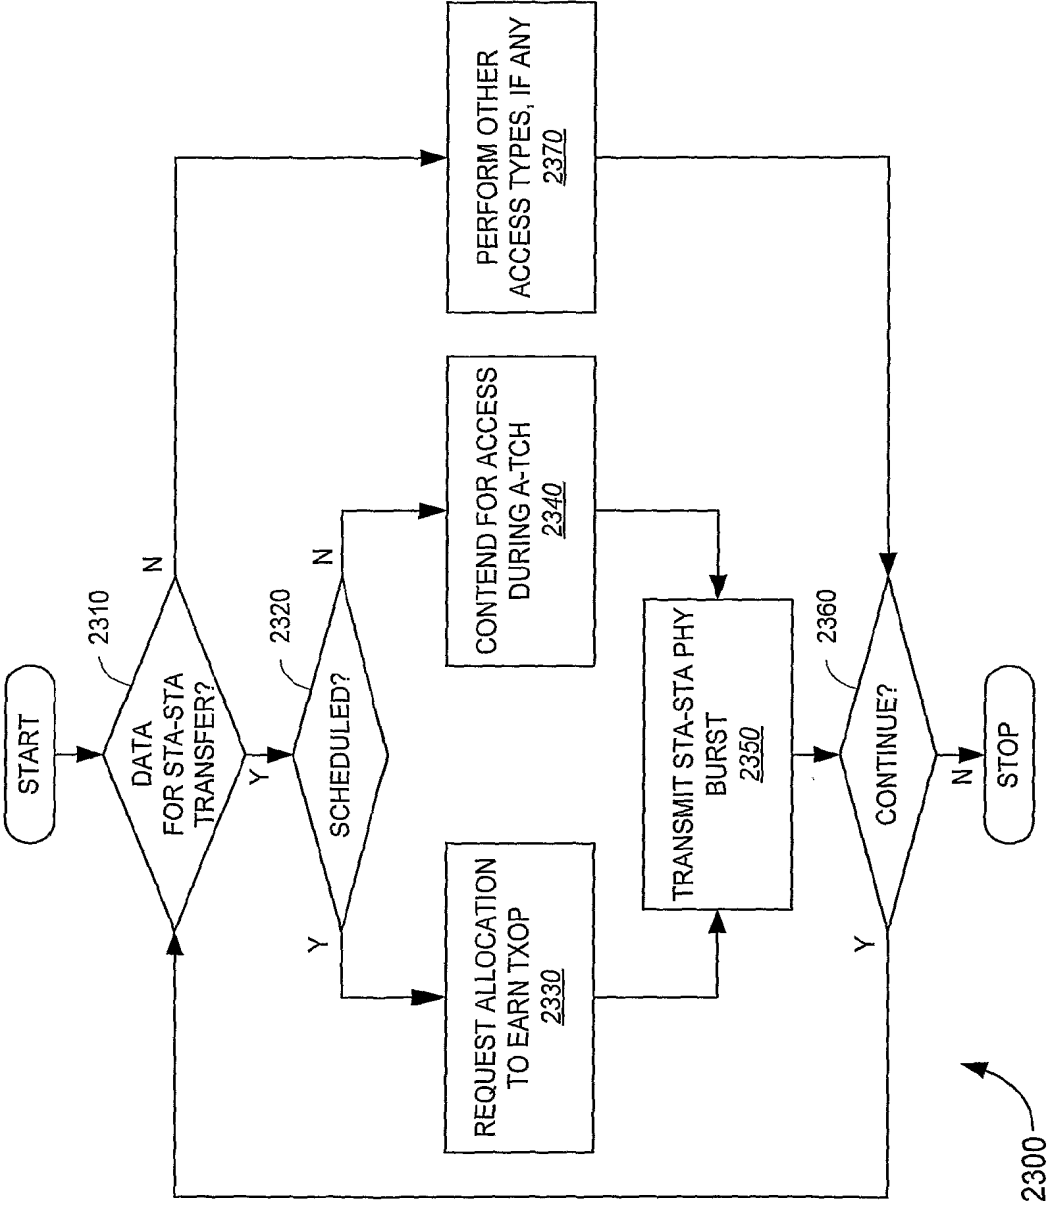 START
DATA
FOR STA-STA
TRANSFER?
2310
N
Y
SCHEDULED?
2320
Y
N
REQUEST ALLOCATION
TO EARN TXOP
2330
CONTEND FOR ACCESS
DURING A-TCH
2340
PERFORM OTHER
ACCESS TYPES, IF ANY
2370
TRANSMIT STA-STA PHY
BURST
2350
CONTINUE?
2360
Y
N
STOP
2300